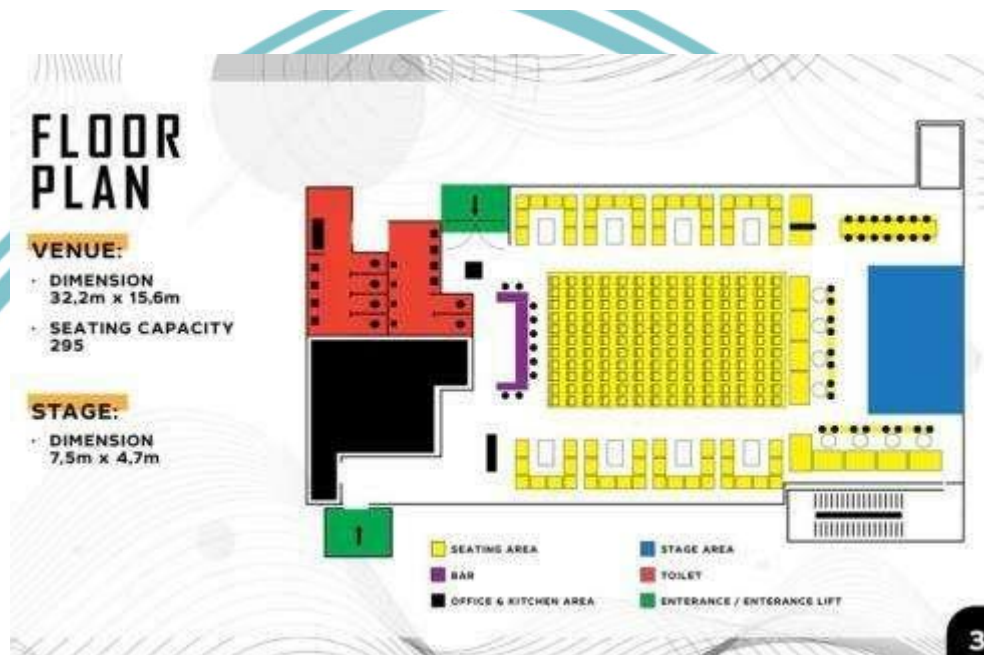 FLOOR
PLAN
VENUE:
· DIMENSION
32,2m x 15,6m
· SEATING CAPACITY
295
STAGE:
· DIMENSION
7,5m x 4,7m
SEATING AREA
BAR
OFFICE & KITCHEN AREA
STAGE AREA
TOILET
ENTERANCE / ENTERANCE LIFT
3